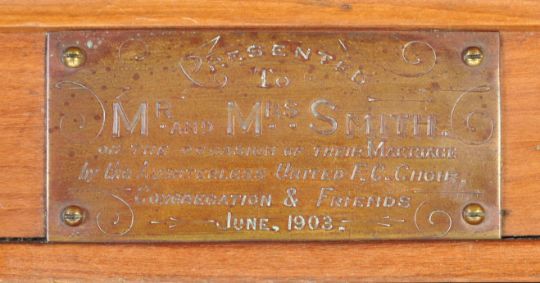 PRESENTED
To
MR. AND MRS. SMITH.
ON THE OCCASION OF THEIR MARRIAGE
by the UNITED F.C. CHOIR,
CONGREGATION & FRIENDS
JUNE, 1903.